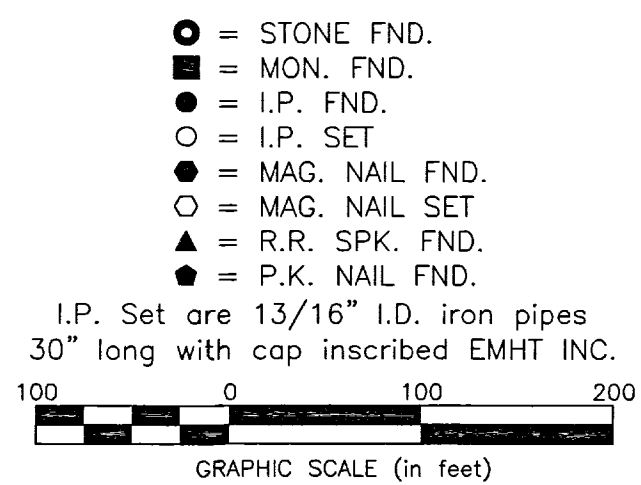 = STONE FND.
= MON. FND.
= I.P. FND.
= I.P. SET
= MAG. NAIL FND.
= MAG. NAIL SET
= R.R. SPK. FND.
= P.K. NAIL FND.
I.P. Set are 13/16" I.D. iron pipes
30" long with cap inscribed EMHT INC.
100 0 100 200
GRAPHIC SCALE (in feet)